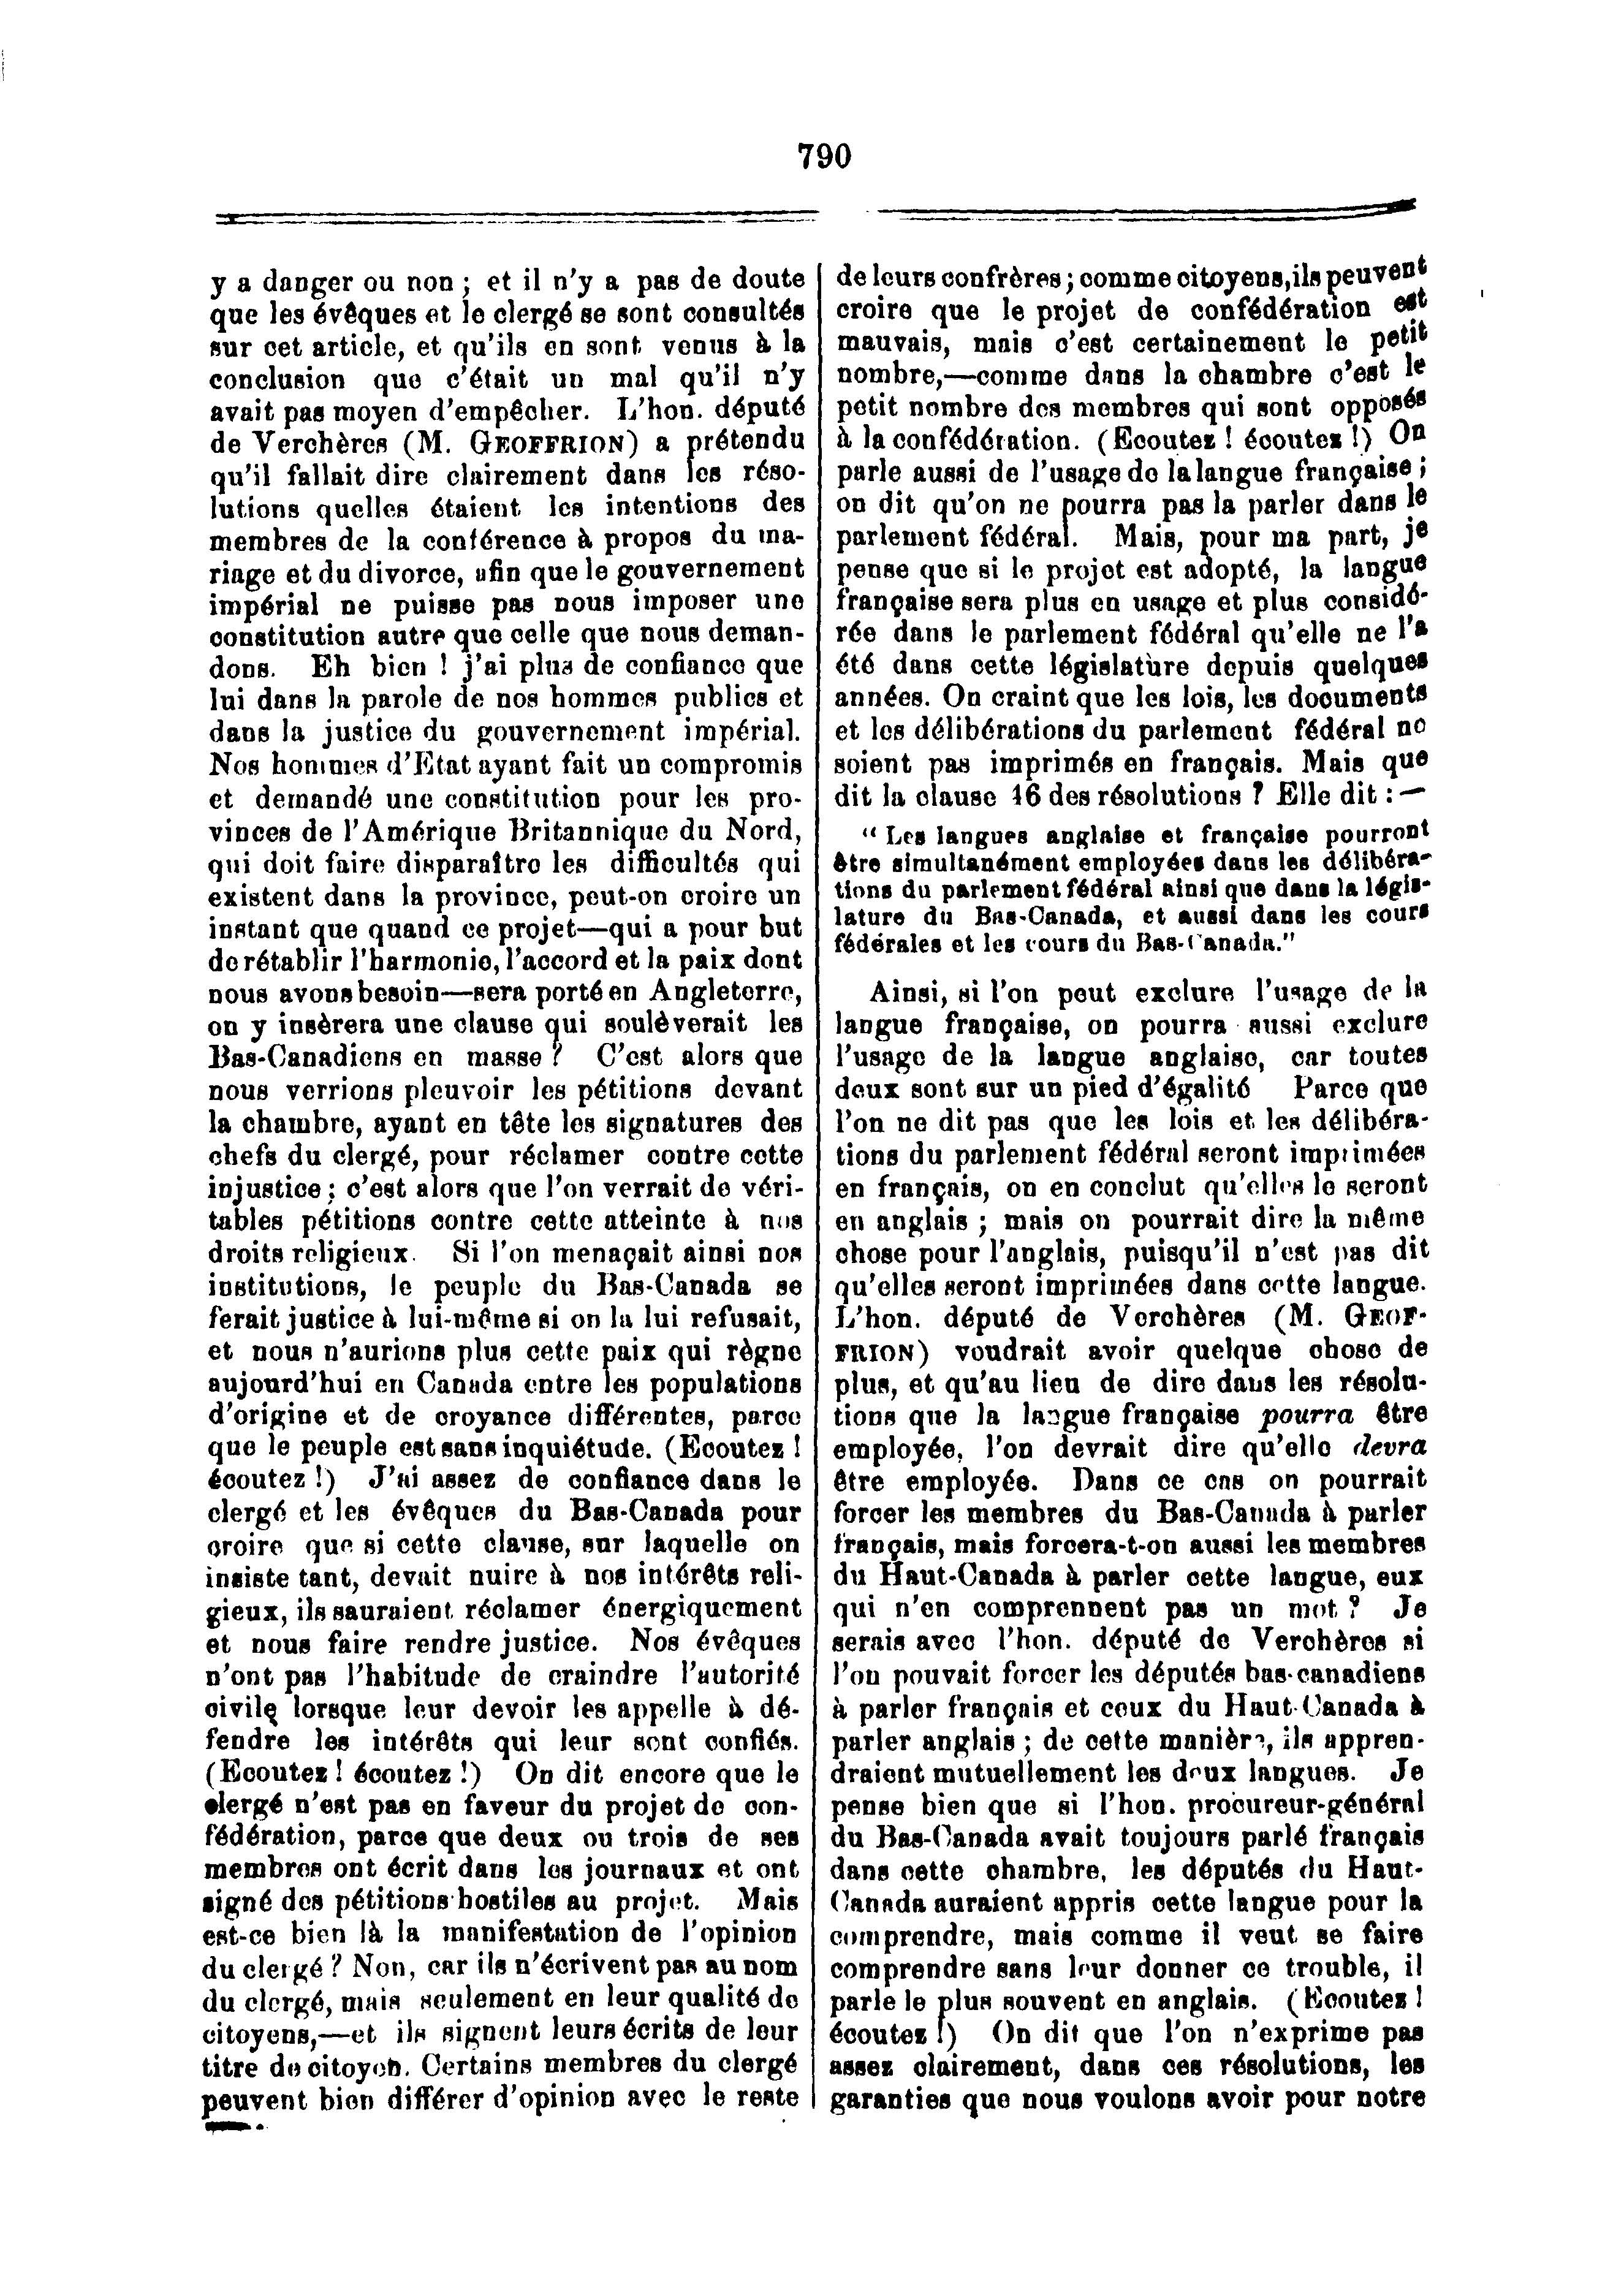 790
y a danger ou non ; et il n'y a pas de doute
que les évêques et le clergé se sont consultés
sur cet article, et qu'ils en sont venus à la
conclusion que c'était un mal qu'il n'y
avait pas moyen d'empêcher. L'hon. député
de Verchères (M. GEOFFRION) a prétendu
qu'il fallait dire clairement dans les réso-
lutions quelles étaient les intentions des
membres de la conférence à propos du ma-
riage et du divorce, afin que le gouvernement
impérial ne puisse pas nous imposer une
constitution autre que celle que nous deman-
dons. Eh bien ! j'ai plus de confiance que
lui dans la parole de nos hommes publics et
dans la justice du gouvernement impérial.
Nos hommes d'Etat ayant fait un compromis
et demandé une constitution pour les pro-
vinces de l'Amérique Britannique du Nord,
qui doit faire disparaître les difficultés qui
existent dans la province, peut-on croire un
instant que quand ce projet—qui a pour but
de rétablir l'harmonie, l'accord et la paix dont
nous avons besoin—sera porté en Angleterre,
on y insèrera une clause qui soulèverait les
Bas-Canadiens en masse ? C'est alors que
nous verrions pleuvoir les pétitions devant
la chambre, ayant en tête les signatures des
chefs du clergé, pour réclamer contre cette
injustice ; c'est alors que l'on verrait de véri-
tables pétitions contre cette atteinte à nos
droits religieux. Si l'on menaçait ainsi nos
institutions, le peuple du Bas-Canada se
ferait justice à lui-même si on la lui refusait,
et nous n'aurions plus cette paix qui règne
aujourd'hui en Canada entre les populations
d'origine et de croyance différentes, parce
que le peuple est sans inquiétude. (Ecoutez !
écoutez !) J'ai assez de confiance dans le
clergé et les évêques du Bas-Canada pour
croire que si cette clause, sur laquelle on
insiste tant, devait nuire à nos intérêts reli-
gieux, ils sauraient réclamer énergiquement
et nous faire rendre justice. Nos évêques
n'ont pas l'habitude de craindre l'autorité
civile lorsque leur devoir les appelle à dé-
fendre les intérêts qui leur sont confiés.
(Ecoutez ! écoutez !) On dit encore que le
clergé n'est pas en faveur du projet de con-
fédération, parce que deux ou trois de ses
membres ont écrit dans les journaux et ont
signé des pétitions hostiles au projet. Mais
est-ce bien là la manifestation de l'opinion
du clergé ? Non, car ils n'écrivent pas au nom
du clergé, mais seulement en leur qualité de
citoyens,—et ils signent leurs écrits de leur
titre de citoyen. Certains membres du clergé
peuvent bien différer d'opinion avec le reste
de leurs confrères ; comme citoyens, ils peuvent
croire que le projet de confédération est
mauvais, mais c'est certainement le petit
nombre,—comme dans la chambre c'est le
petit nombre des membres qui sont opposés
à la confédération. (Ecoutez ! écoutez !) On
parle aussi de l'usage de la langue française ;
on dit qu'on ne pourra pas la parler dans le
parlement fédéral. Mais, pour ma part, je
pense que si le projet est adopté, la langue
française sera plus en usage et plus considé-
rée dans le parlement fédéral qu'elle ne l'a
été dans cette législature depuis quelques
années. On craint que les lois, les documents
et les délibérations du parlement fédéral ne
soient pas imprimés en français. Mais que
dit la clause 46 des résolutions ? Elle dit :—
" Les langues anglaise et française pourront
être simultanément employées dans les délibéra-
tions du parlement fédéral ainsi que dans la légis-
lature du Bas-Canada, et aussi dans les cours
fédérales et les cours du Bas-Canada."
Ainsi, si l'on peut exclure l'usage de la
langue française, on pourra aussi exclure
l'usage de la langue anglaise, car toutes
deux sont sur un pied d'égalité Parce que
l'on ne dit pas que les lois et les délibéra-
tions du parlement fédéral seront imprimées
en français, on en conclut qu'elles le seront
en anglais ; mais on pourrait dire la même
chose pour l'anglais, puisqu'il n'est pas dit
qu'elles seront imprimées dans cette langue.
L'hon. député de Verchères (M. GEOF-
FRION) voudrait avoir quelque chose de
plus, et qu'au lieu de dire dans les résolu-
tions que la langue française pourra être
employée, l'on devrait dire qu'elle devra
être employée. Dans ce cas on pourrait
forcer les membres du Bas-Canada à parler
français, mais forcera-t-on aussi les membres
du Haut-Canada à parler cette langue, eux
qui n'en comprennent pas un mot ? Je
serais avec l'hon. député de Verchères si
l'on pouvait forcer les députés bas-canadiens
à parler français et ceux du Haut-Canada à
parler anglais ; de cette manière, ils appren-
draient mutuellement les deux langues. Je
pense bien que si l'hon. procureur-général
du Bas-Canada avait toujours parlé français
dans cette chambre, les députés du Haut-
Canada auraient appris cette langue pour la
comprendre, mais comme il veut se faire
comprendre sans leur donner ce trouble, il
parle le plus souvent en anglais. (Ecoutez !
écoutez !) On dit que l'on n'exprime pas
assez clairement, dans ces résolutions, les
garanties que nous voulons avoir pour notre